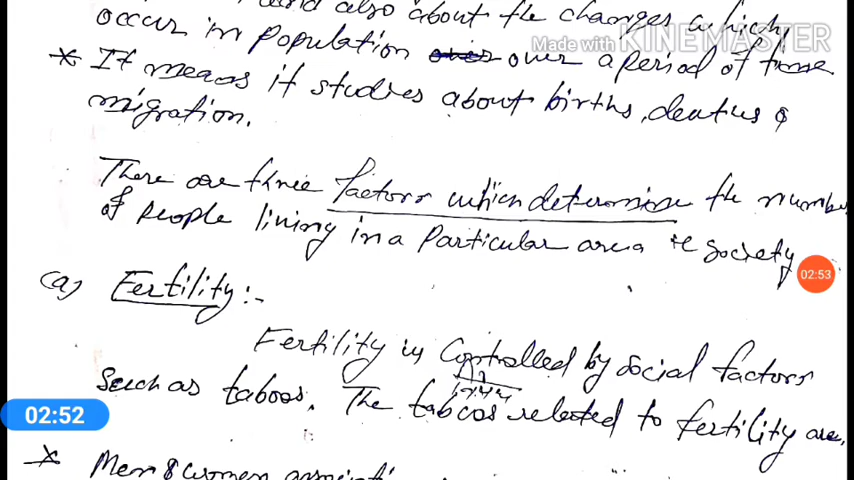 and also about the changes which
occur in population over a period of time
Made with KINEMASTER
* It means it studies about births, deaths &
migration.
There are three factors which determine the number
of people living in a particular area ie society
02:53
(a) Fertility :-
Fertility is Controlled by social factors
Such as taboos. The taboos related to fertility are,
02:52
* Men & women